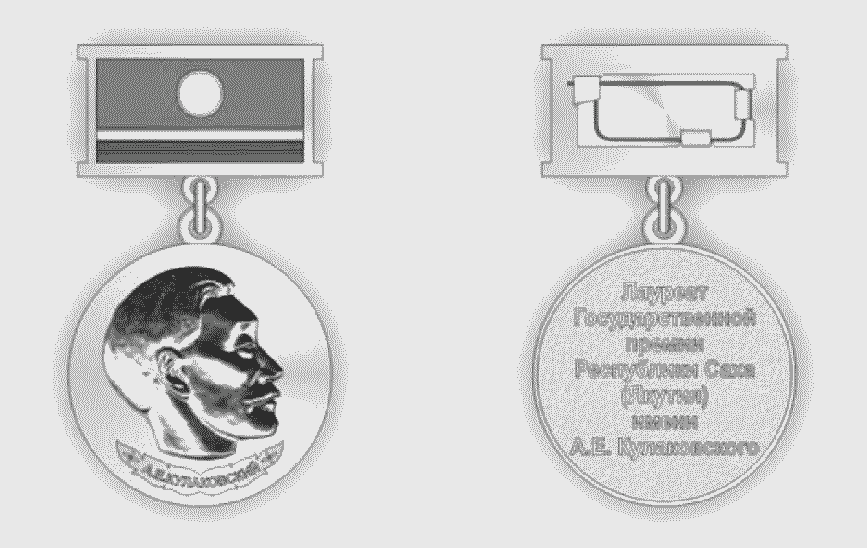 А.Е.КУЛАКОВСКИЙ
Лауреат
Государственной
премии
Республики Саха
(Якутия)
имени
А.Е. Кулаковского